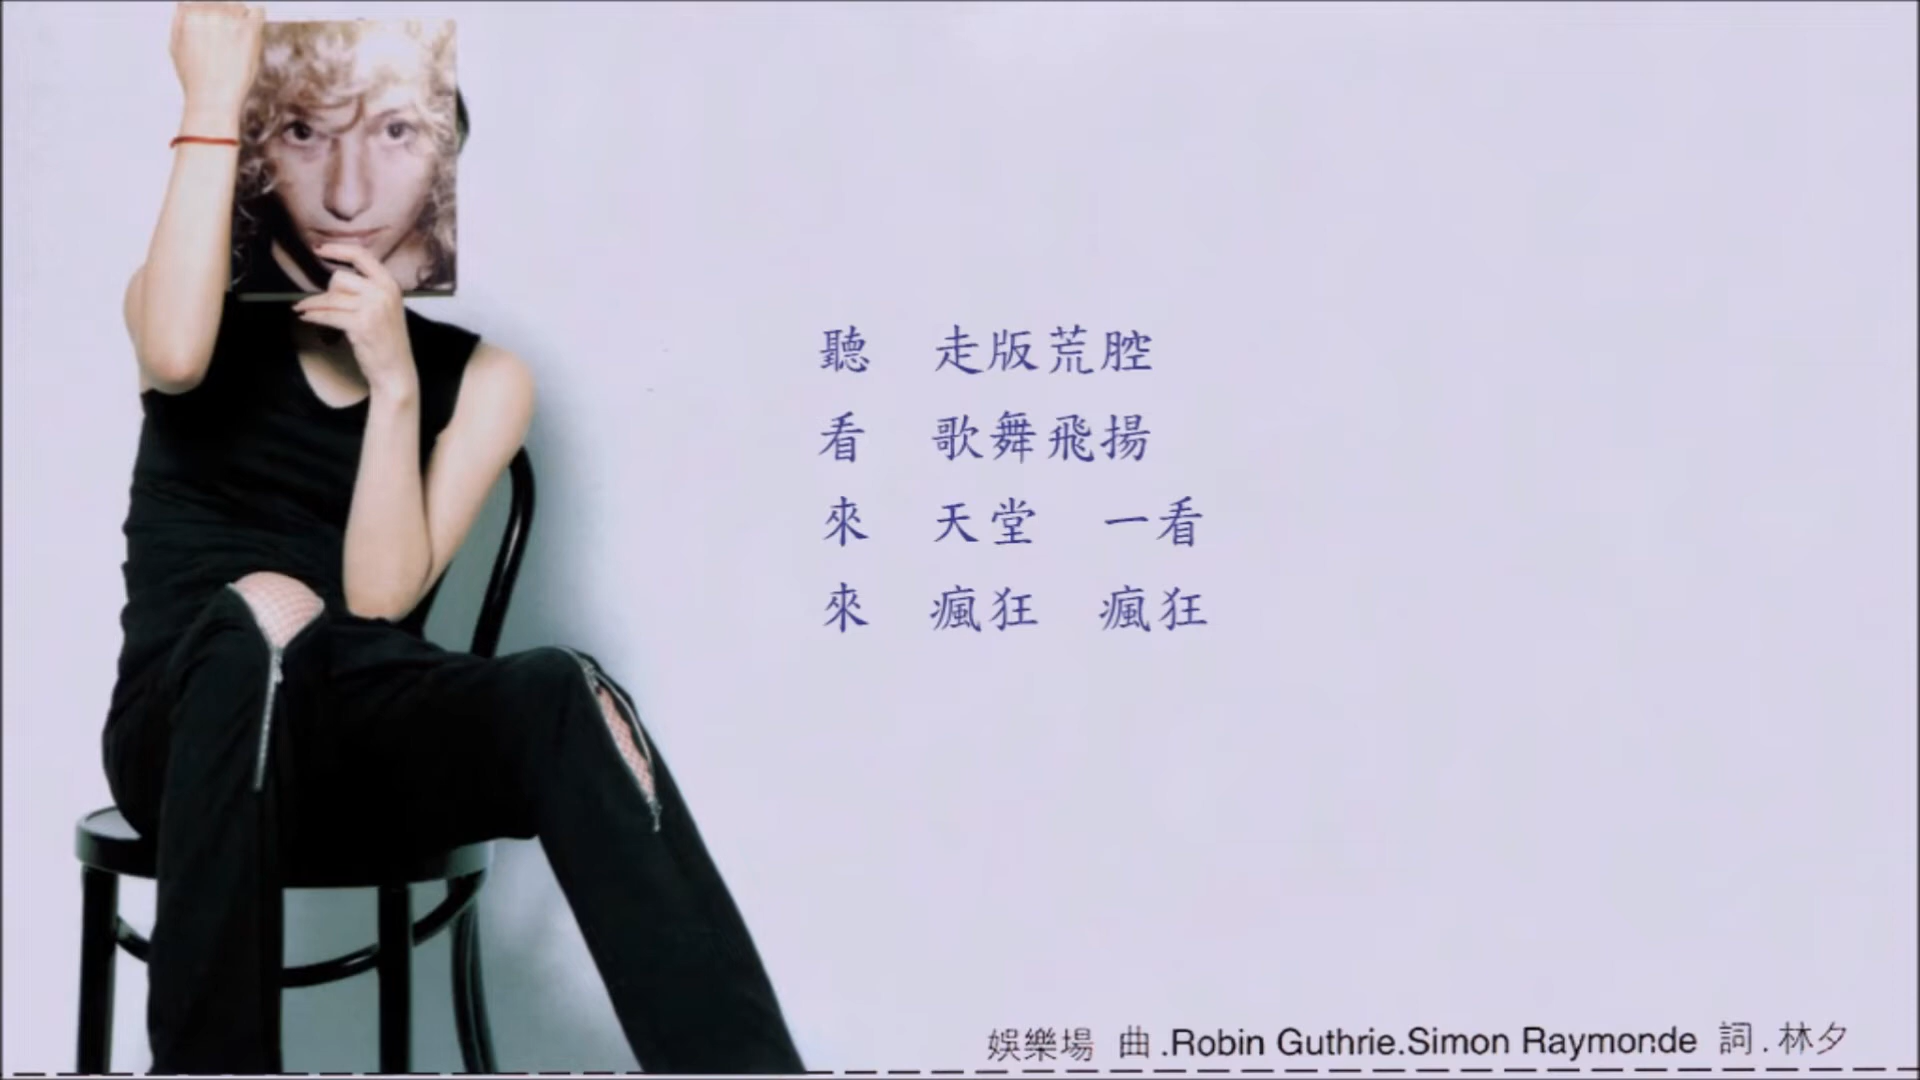 聽　走版荒腔
看　歌舞飛揚
來　天堂　一看
來　瘋狂　瘋狂
娛樂場 曲.Robin Guthrie.Simon Raymonde 詞.林夕